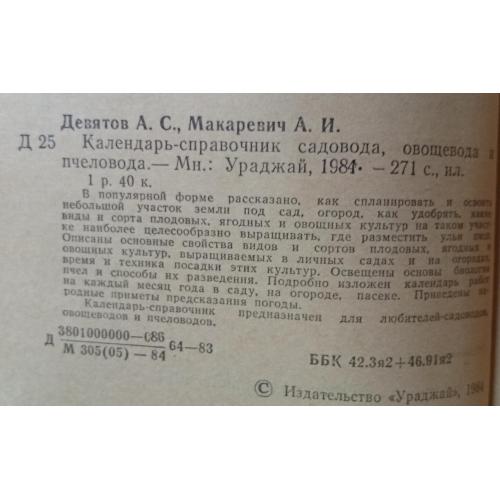 Девятов А. С., Макаревич А. И.
Д 25 Календарь-справочник садовода, овощевода и
пчеловода.— Мн.: Ураджай, 1984. — 271 с., ил.
1 р. 40 к.
В популярной форме рассказано, как спланировать и освоить
небольшой участок земли под сад, огород, как удобрять, какие
виды и сорта плодовых, ягодных и овощных культур на таком участ-
ке наиболее целесообразно выращивать, где разместить ульи
Описаны основные свойства видов и сортов плодовых, ягодных и
овощных культур, выращиваемых в личных садах и на огородах,
время и техника посадки этих культур. Освещены основы биологии
пчел и способы их разведения. Подробно изложен календарь работ
на каждый месяц года в саду, на огороде, пасеке. Приведены на-
родные приметы предсказания погоды.
Календарь-справочник предназначен для любителей-садоводов,
овощеводов и пчеловодов.
Д 3801000000—086
М 305(05) — 84 64—83
ББК 42.3я2+46.91я2
© Издательство «Ураджай», 1984